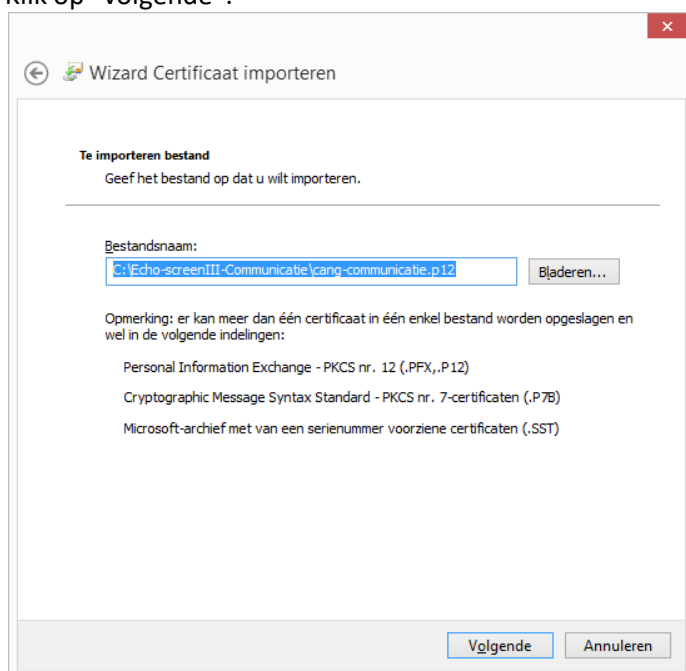 Klik op "Volgende".
Wizard Certificaat importeren
Te importeren bestand
Geef het bestand op dat u wilt importeren.
Bestandsnaam:
C:\Echo-screenIII-Communicatie\cang-communicatie.p12
Bladeren...
Opmerking: er kan meer dan één certificaat in één enkel bestand worden opgeslagen en
wel in de volgende indelingen:
Personal Information Exchange - PKCS nr. 12 (.PFX,.P12)
Cryptographic Message Syntax Standard - PKCS nr. 7-certificaten (.P7B)
Microsoft-archief met van een serienummer voorziene certificaten (.SST)
Volgende Annuleren